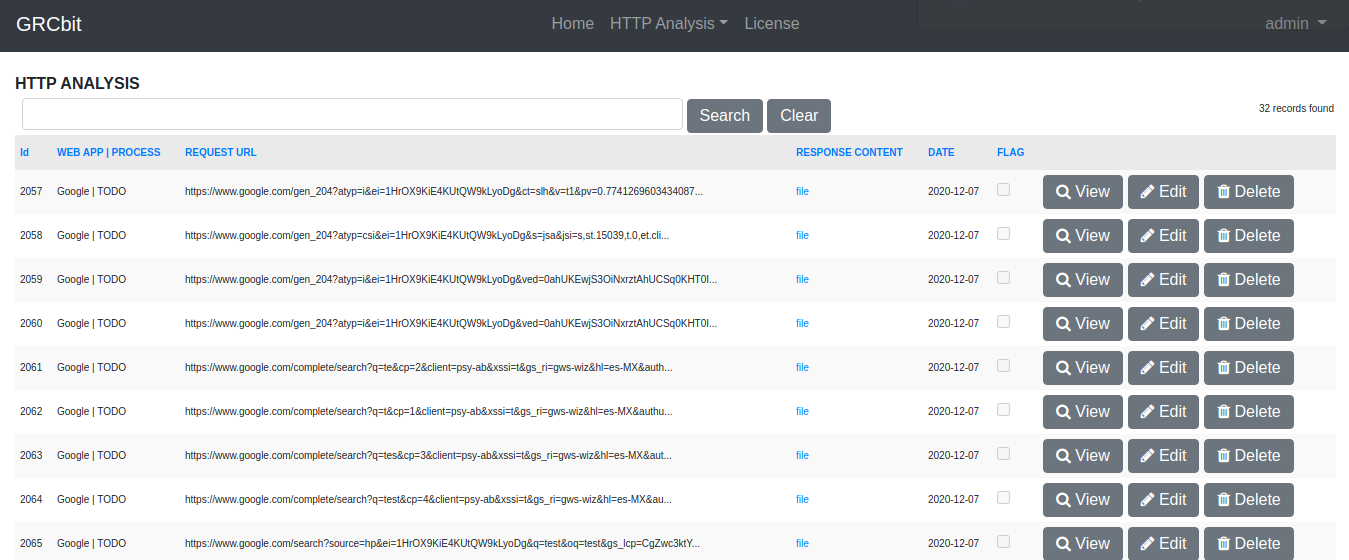 GRCbit Home HTTP Analysis License admin
HTTP ANALYSIS
Search Clear 32 records found
Id WEB APP | PROCESS REQUEST URL RESPONSE CONTENT DATE FLAG
2057 Google | TODO https://www.google.com/gen_204?atyp=i&ei=1HrOX9KiE4KUtQW9kLyoDg&ct=slh&v=t1&pv=0.7741269603434087... file 2020-12-07 View Edit Delete
2058 Google | TODO https://www.google.com/gen_204?atyp=csi&ei=1HrOX9KiE4KUtQW9kLyoDg&s=jsa&jsi=s,st.15039,t.0,et.cli... file 2020-12-07 View Edit Delete
2059 Google | TODO https://www.google.com/gen_204?atyp=i&ei=1HrOX9KiE4KUtQW9kLyoDg&ved=0ahUKEwjS3OiNxrztAhUCSq0KHT0I... file 2020-12-07 View Edit Delete
2060 Google | TODO https://www.google.com/gen_204?atyp=i&ei=1HrOX9KiE4KUtQW9kLyoDg&ved=0ahUKEwjS3OiNxrztAhUCSq0KHT0I... file 2020-12-07 View Edit Delete
2061 Google | TODO https://www.google.com/complete/search?q=te&cp=2&client=psy-ab&xssi=t&gs_ri=gws-wiz&hl=es-MX&auth... file 2020-12-07 View Edit Delete
2062 Google | TODO https://www.google.com/complete/search?q=t&cp=1&client=psy-ab&xssi=t&gs_ri=gws-wiz&hl=es-MX&authu... file 2020-12-07 View Edit Delete
2063 Google | TODO https://www.google.com/complete/search?q=tes&cp=3&client=psy-ab&xssi=t&gs_ri=gws-wiz&hl=es-MX&aut... file 2020-12-07 View Edit Delete
2064 Google | TODO https://www.google.com/complete/search?q=test&cp=4&client=psy-ab&xssi=t&gs_ri=gws-wiz&hl=es-MX&au... file 2020-12-07 View Edit Delete
2065 Google | TODO https://www.google.com/search?source=hp&ei=1HrOX9KiE4KUtQW9kLyoDg&q=test&oq=test&gs_lcp=CgZwc3ktY... file 2020-12-07 View Edit Delete